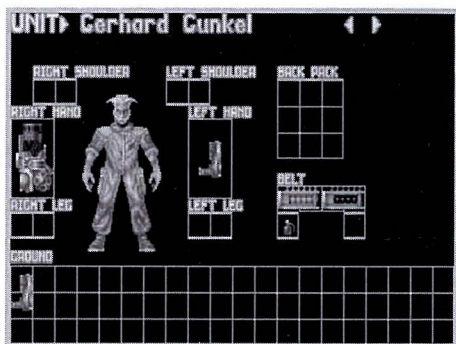 UNIT> Gerhard Gunkel
RIGHT SHOULDER LEFT SHOULDER BACK PACK
RIGHT HAND LEFT HAND
BELT
RIGHT LEG LEFT LEG
GROUND